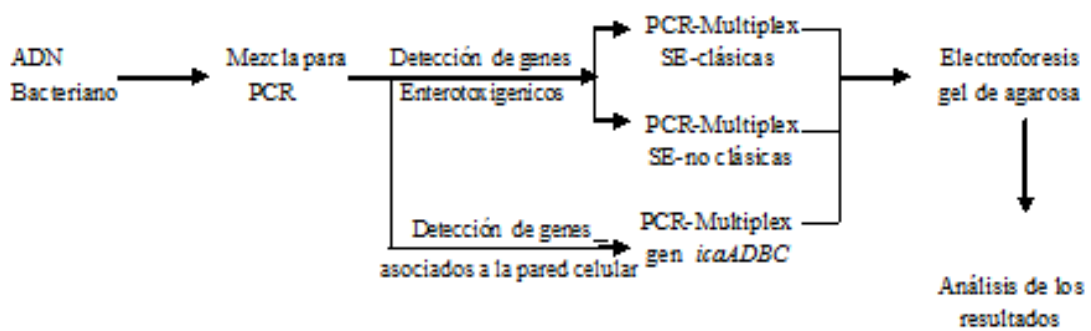 ADN
Bacteriano
Mezcla para
PCR
Detección de genes
Enterotoxigenicos
PCR-Multiplex
SE-clásicas
PCR-Multiplex
SE-no clásicas
Detección de genes_
asociados a la pared celular
PCR-Multiplex
gen icaADBC
Electroforesis
gel de agarosa
Análisis de los
resultados